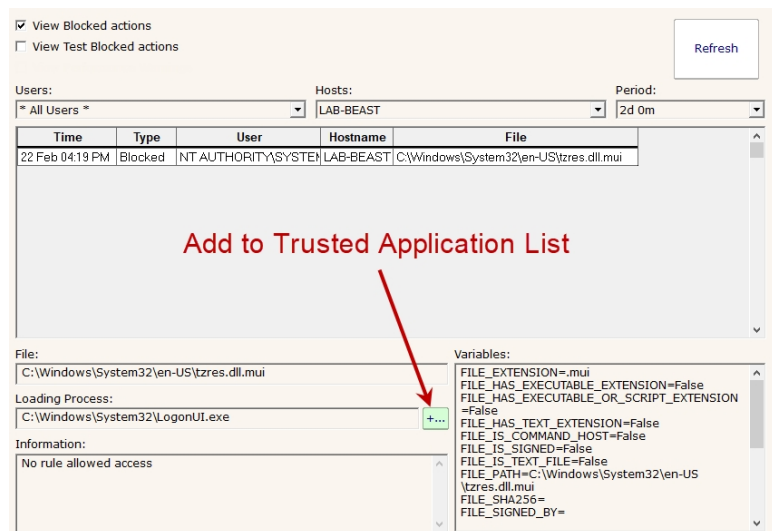 View Blocked actions
View Test Blocked actions
Refresh
Users:
Hosts:
Period:
* All Users *
LAB-BEAST
2d 0m
Time Type User Hostname File
22 Feb 04:19 PM Blocked NT AUTHORITY\SYSTEM LAB-BEAST C:\Windows\System32\en-US\tzres.dll.mui
Add to Trusted Application List
File:
C:\Windows\System32\en-US\tzres.dll.mui
Loading Process:
C:\Windows\System32\LogonUI.exe
+...
Information:
No rule allowed access
Variables:
FILE_EXTENSION=.mui
FILE_HAS_EXECUTABLE_EXTENSION=False
FILE_HAS_EXECUTABLE_OR_SCRIPT_EXTENSION
=False
FILE_HAS_TEXT_EXTENSION=False
FILE_IS_COMMAND_HOST=False
FILE_IS_SIGNED=False
FILE_IS_TEXT_FILE=False
FILE_PATH=C:\Windows\System32\en-US
\tzres.dll.mui
FILE_SHA256=
FILE_SIGNED_BY=